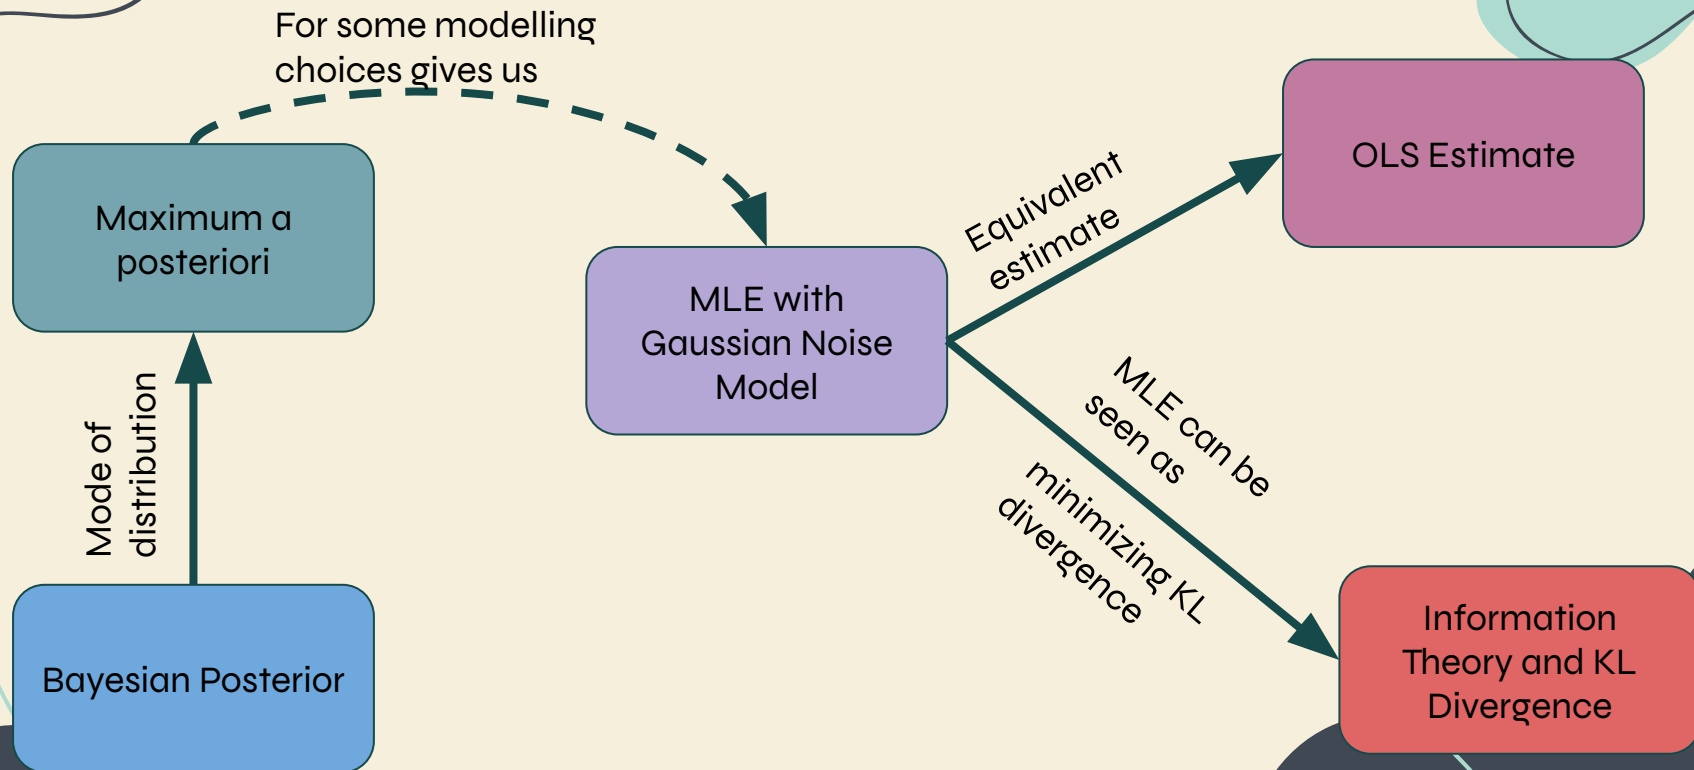 For some modelling
choices gives us
Maximum a
posteriori
Mode of
distribution
Bayesian Posterior
MLE with
Gaussian Noise
Model
Equivalent
estimate
OLS Estimate
MLE can be
seen as
minimizing KL
divergence
Information
Theory and KL
Divergence